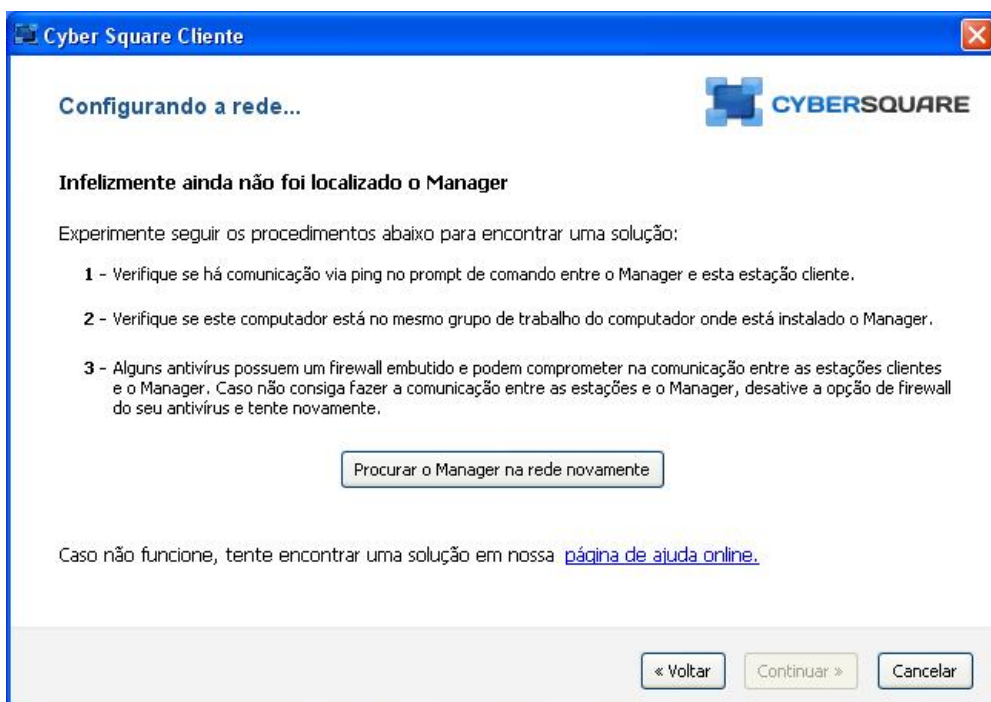 Cyber Square Cliente
Configurando a rede...
CYBERSQUARE
Infelizmente ainda não foi localizado o Manager
Experimente seguir os procedimentos abaixo para encontrar uma solução:
1 - Verifique se há comunicação via ping no prompt de comando entre o Manager e esta estação cliente.
2 - Verifique se este computador está no mesmo grupo de trabalho do computador onde está instalado o Manager.
3 - Alguns antivírus possuem um firewall embutido e podem comprometer na comunicação entre as estações clientes
e o Manager. Caso não consiga fazer a comunicação entre as estações e o Manager, desative a opção de firewall
do seu antivírus e tente novamente.
Procurar o Manager na rede novamente
Caso não funcione, tente encontrar uma solução em nossa página de ajuda online.
« Voltar
Continuar »
Cancelar